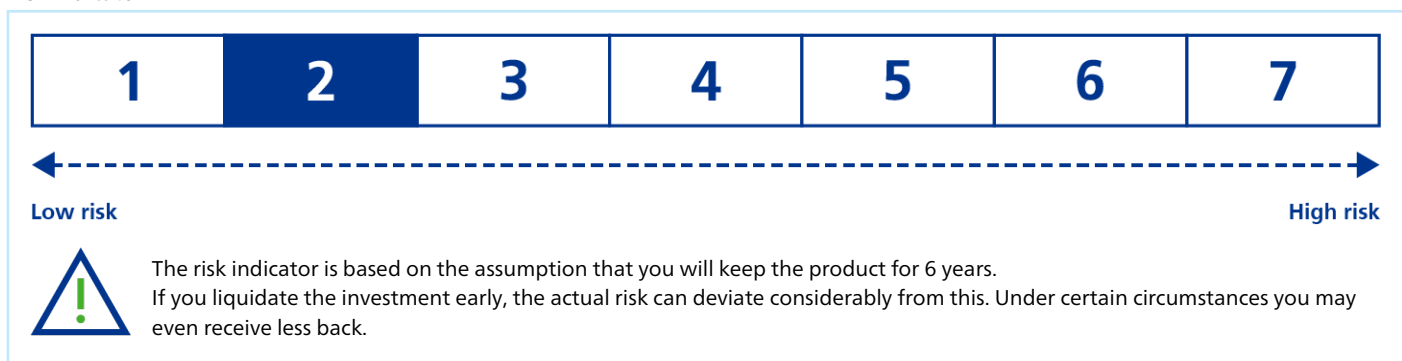 1 2 3 4 5 6 7
Low risk High risk
The risk indicator is based on the assumption that you will keep the product for 6 years.
If you liquidate the investment early, the actual risk can deviate considerably from this. Under certain circumstances you may
even receive less back.